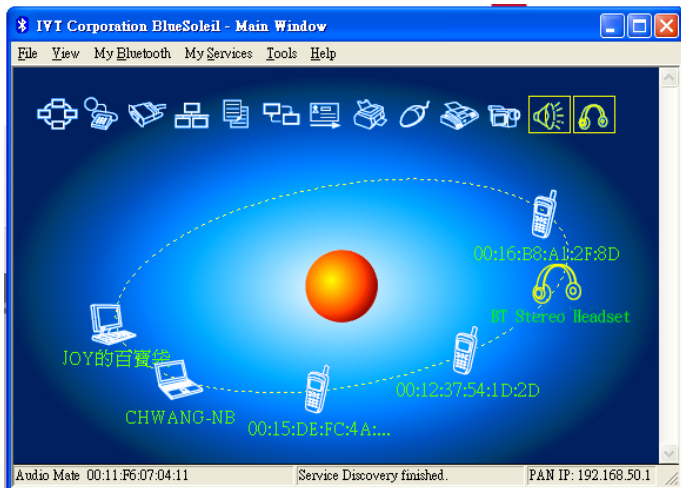 IVT Corporation BlueSoleil - Main Window
File View My Bluetooth My Services Tools Help
00:16:B8:A1:2F:8D
BT Stereo Headset
JOY的百寶袋
00:12:37:54:1D:2D
CHWANG-NB
00:15:DE:FC:4A:...
Audio Mate 00:11:F6:07:04:11 Service Discovery finished. PAN IP: 192.168.50.1